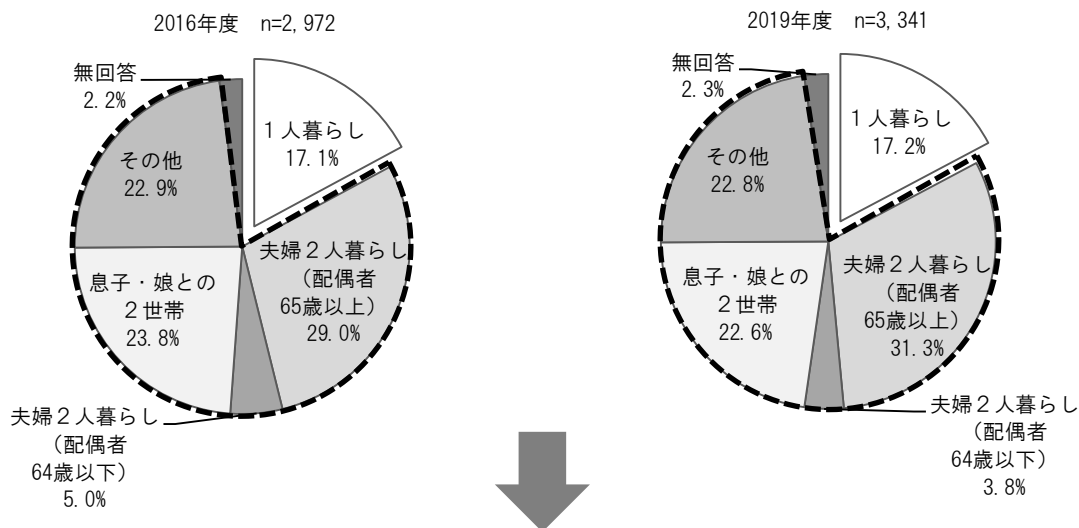 2016年度　n=2,972
無回答
2.2%
１人暮らし
17.1%
その他
22.9%
夫婦２人暮らし
（配偶者
65歳以上）
29.0%
息子・娘との
２世帯
23.8%
夫婦２人暮らし
（配偶者
64歳以下）
5.0%
2019年度　n=3,341
無回答
2.3%
１人暮らし
17.2%
その他
22.8%
夫婦２人暮らし
（配偶者
65歳以上）
31.3%
息子・娘との
２世帯
22.6%
夫婦２人暮らし
（配偶者
64歳以下）
3.8%